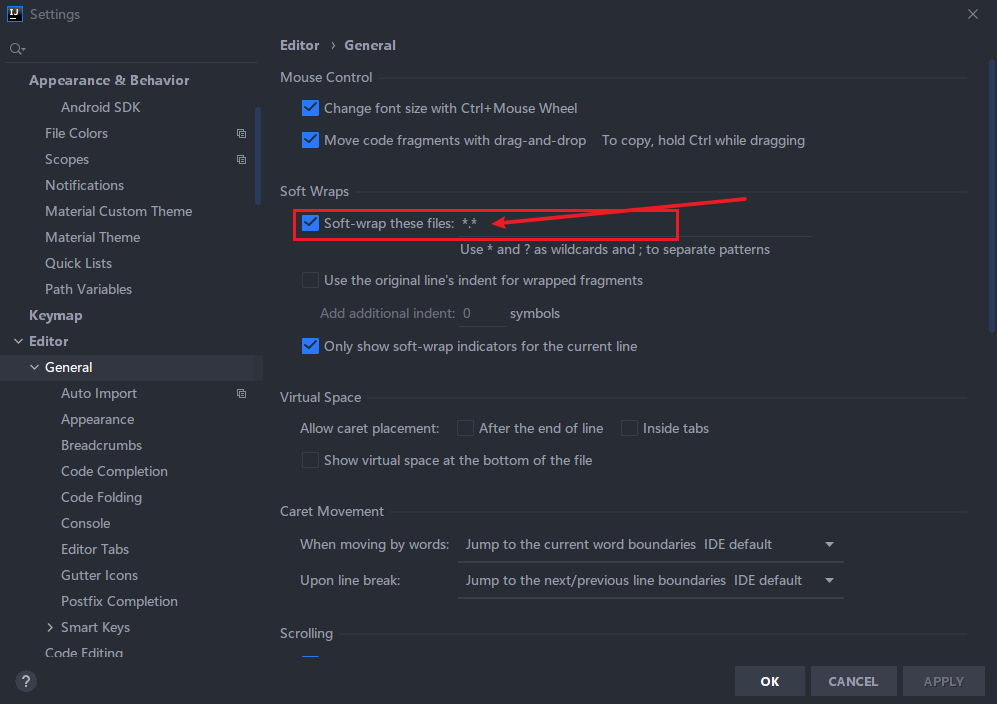 IJ
Settings
Editor › General
Appearance & Behavior
Android SDK
File Colors
Scopes
Notifications
Material Custom Theme
Material Theme
Quick Lists
Path Variables
Keymap
Editor
General
Auto Import
Appearance
Breadcrumbs
Code Completion
Code Folding
Console
Editor Tabs
Gutter Icons
Postfix Completion
Smart Keys
Code Editing
Mouse Control
Change font size with Ctrl+Mouse Wheel
Move code fragments with drag-and-drop To copy, hold Ctrl while dragging
Soft Wraps
Soft-wrap these files: *.*
Use * and ? as wildcards and ; to separate patterns
Use the original line's indent for wrapped fragments
Add additional indent: 0 symbols
Only show soft-wrap indicators for the current line
Virtual Space
Allow caret placement: After the end of line Inside tabs
Show virtual space at the bottom of the file
Caret Movement
When moving by words: Jump to the current word boundaries IDE default
Upon line break: Jump to the next/previous line boundaries IDE default
Scrolling
?
OK CANCEL APPLY